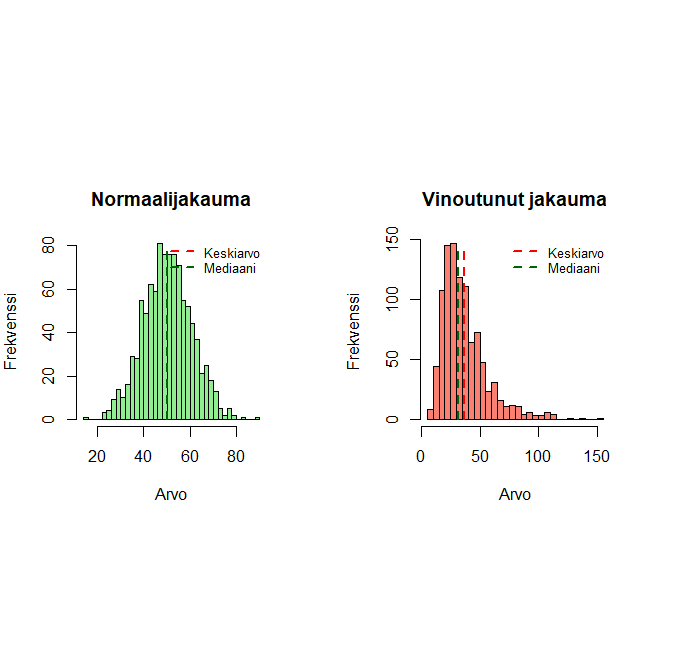 Normaalijakauma
Frekvenssi
80
60
40
20
0
Keskiarvo
Mediaani
20 40 60 80
Arvo
Vinoutunut jakauma
Frekvenssi
150
100
50
0
Keskiarvo
Mediaani
0 50 100 150
Arvo